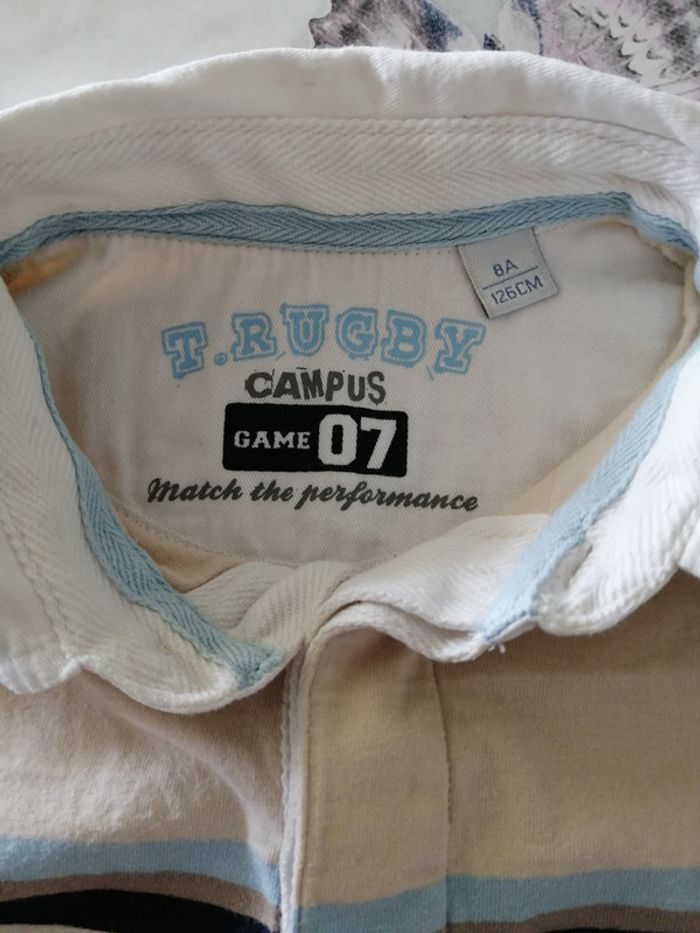 8A
126CM
T.RUGBY
CAMPUS
GAME 07
Match the performance